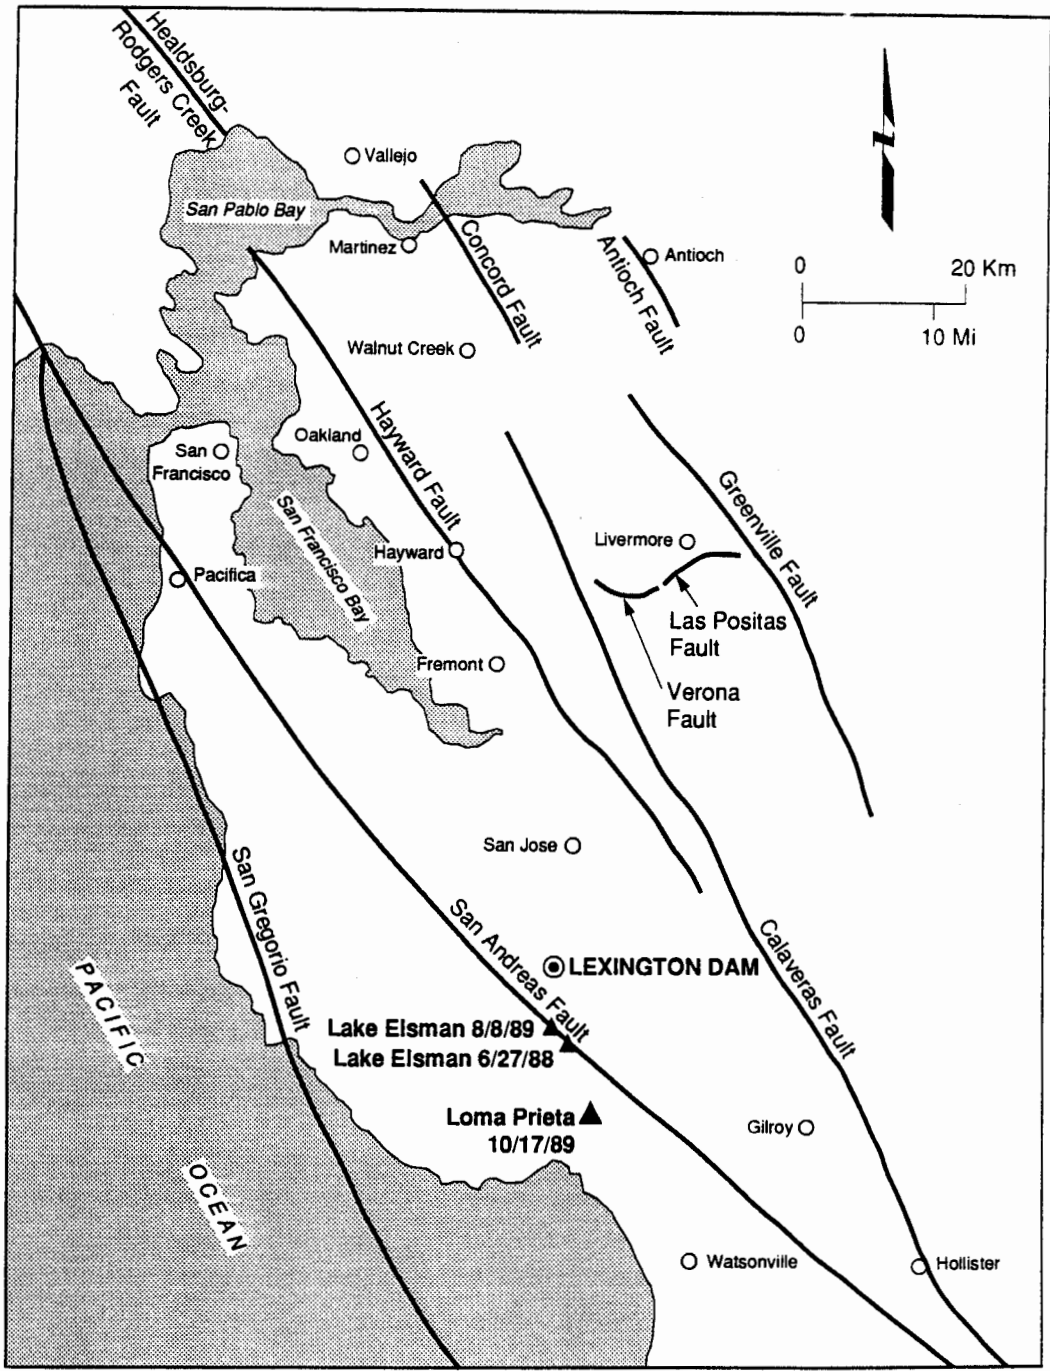 Healdsburg-
Rodgers Creek
Fault
Vallejo
San Pablo Bay
Martinez
Concord Fault
Antioch Fault
Antioch
0
20 Km
0
10 Mi
Walnut Creek
Hayward Fault
Oakland
San
Francisco
San Francisco Bay
Greenville Fault
Hayward
Livermore
Pacifica
Las Positas
Fault
Fremont
Verona
Fault
San Jose
San Gregorio Fault
San Andreas Fault
Calaveras Fault
LEXINGTON DAM
PACIFIC
Lake Elsman 8/8/89
Lake Elsman 6/27/88
Loma Prieta
10/17/89
Gilroy
OCEAN
Watsonville
Hollister